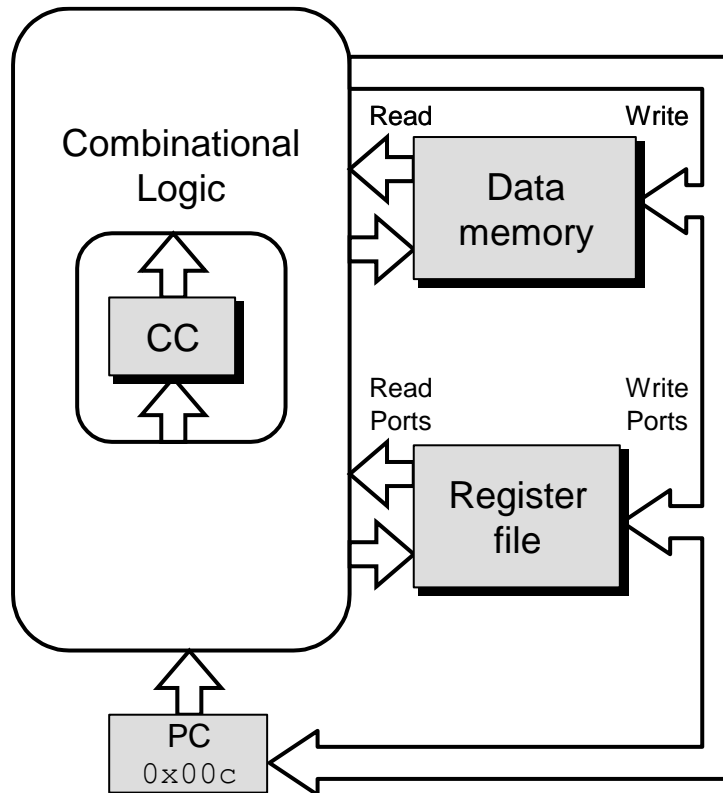 Read
Write
Combinational
Logic
Data
memory
CC
Read
Ports
Write
Ports
Register
file
PC
0x00c